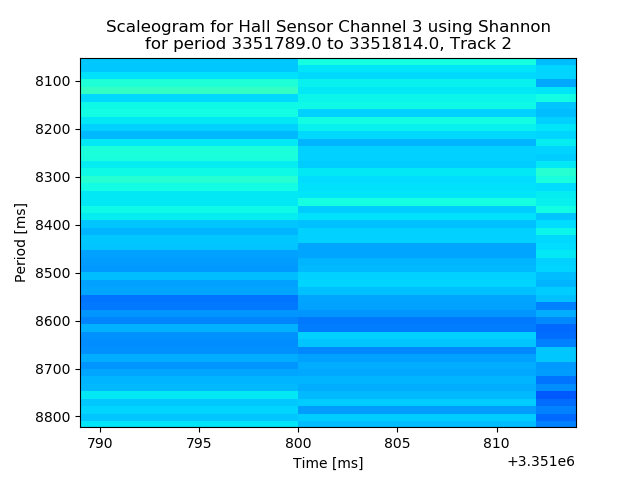 Scaleogram for Hall Sensor Channel 3 using Shannon
for period 3351789.0 to 3351814.0, Track 2
8100
8200
8300
8400
8500
8600
8700
8800
Period [ms]
790 795 800 805 810
Time [ms]
+3.351e6